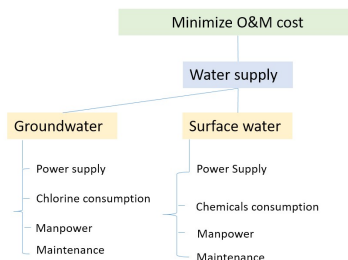 Minimize O&M cost
Water supply
Groundwater
Surface water
Power supply
Chlorine consumption
Manpower
Maintenance
Power Supply
Chemicals consumption
Manpower
Maintenance